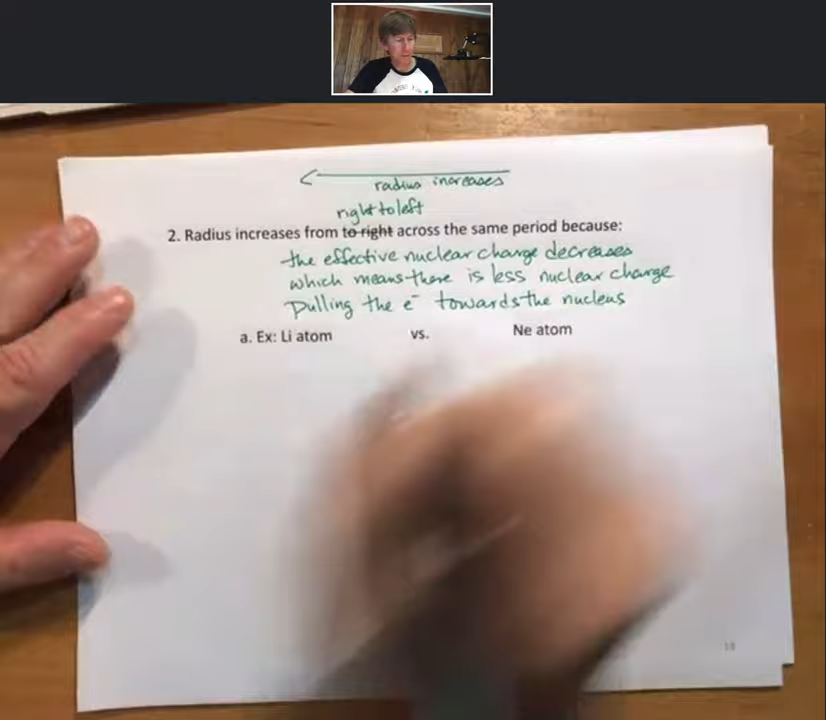 radius increases
right to left
2. Radius increases from to right across the same period because:
the effective nuclear charge decreases
which means there is less nuclear charge
pulling the e⁻ towards the nucleus
a. Ex: Li atom vs. Ne atom